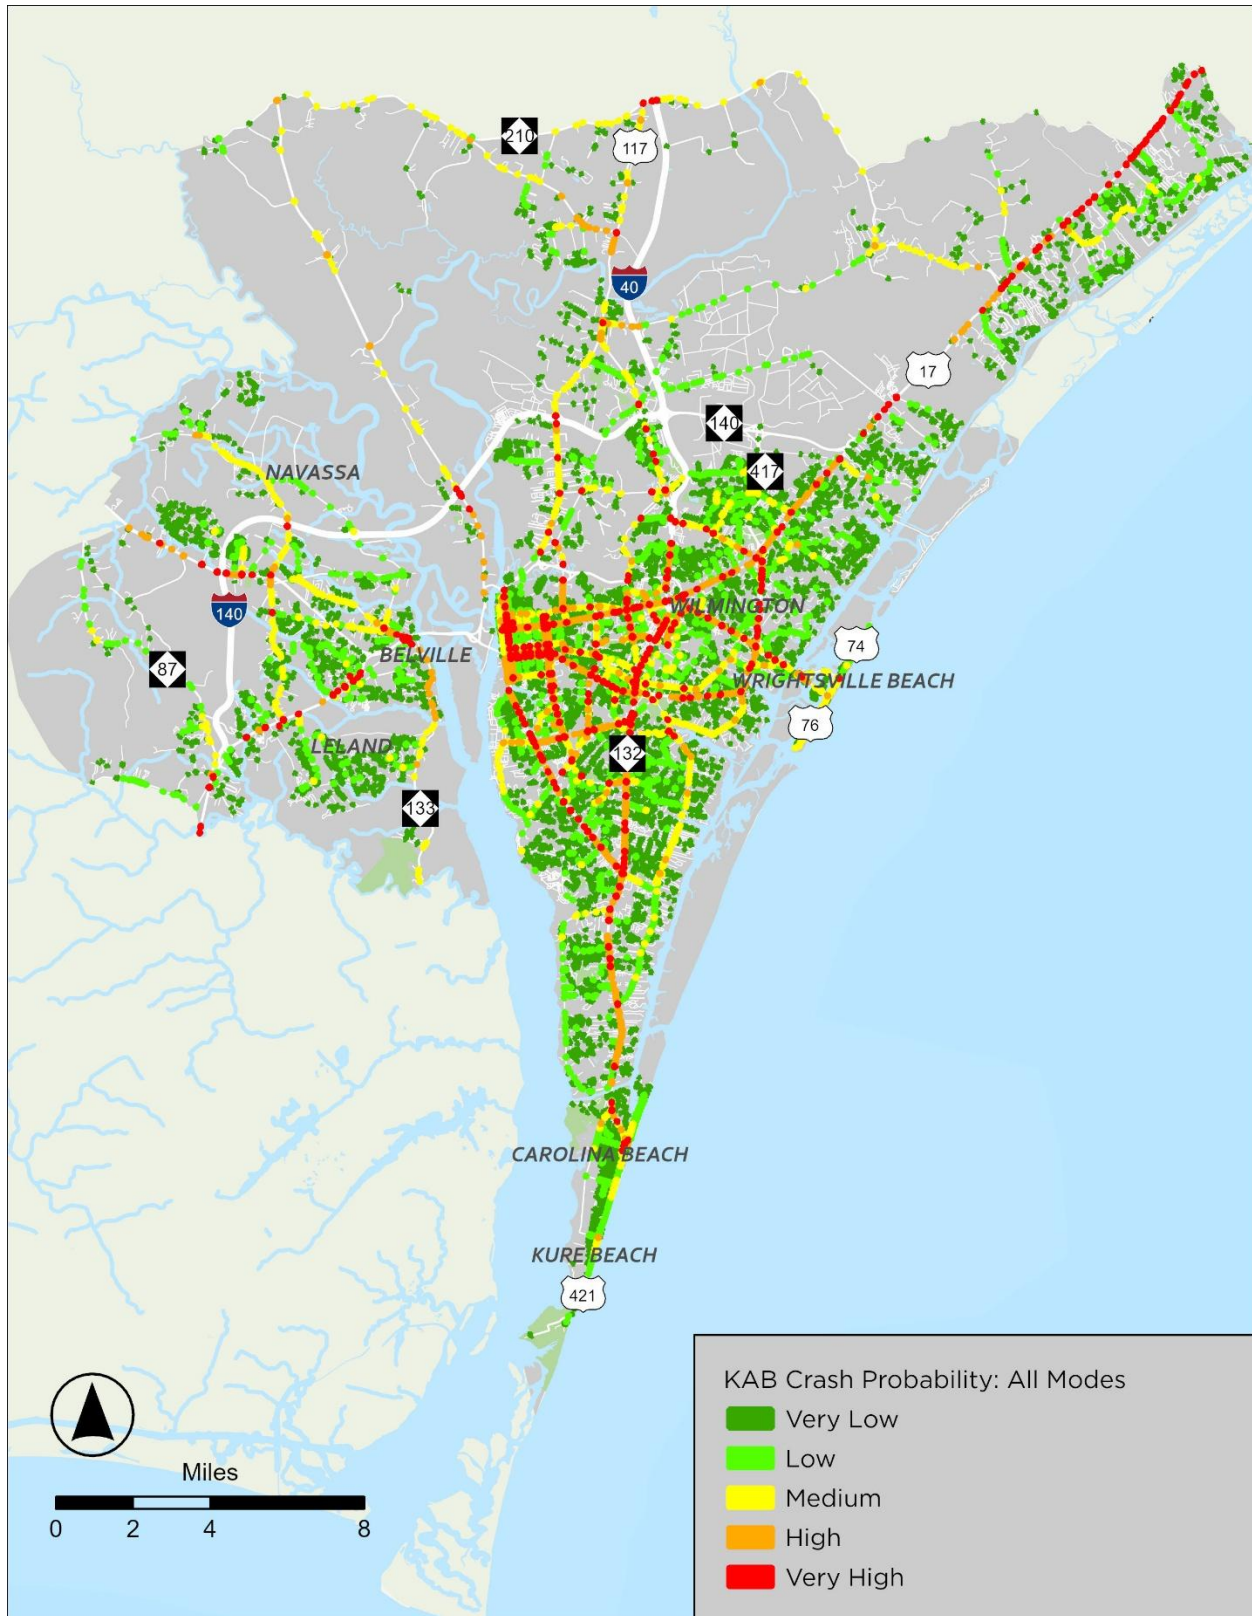 210
117
40
17
140
417
NAVASSA
WILMINGTON
140
74
BELVILLE
87
WRIGHTSVILLE BEACH
76
LELAND
132
133
CAROLINA BEACH
KURE BEACH
421
Miles
0 2 4 8
KAB Crash Probability: All Modes
Very Low
Low
Medium
High
Very High